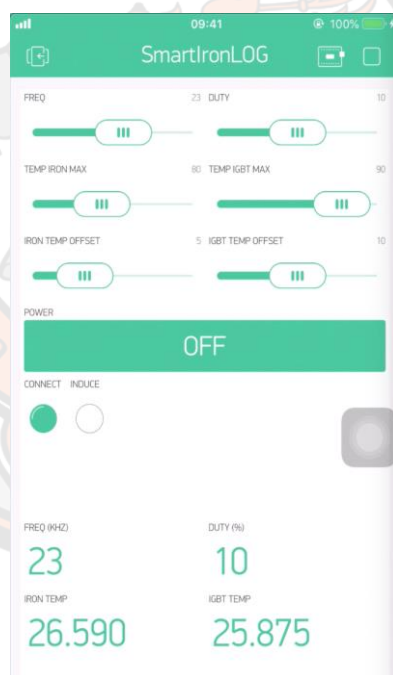 09:41 100%
SmartIronLOG
FREQ 23 DUTY 10
TEMP IRON MAX 80 TEMP IGBT MAX 90
IRON TEMP OFFSET 5 IGBT TEMP OFFSET 10
POWER
OFF
CONNECT INDUCE
FREQ (KHZ) DUTY (%)
23 10
IRON TEMP IGBT TEMP
26.590 25.875